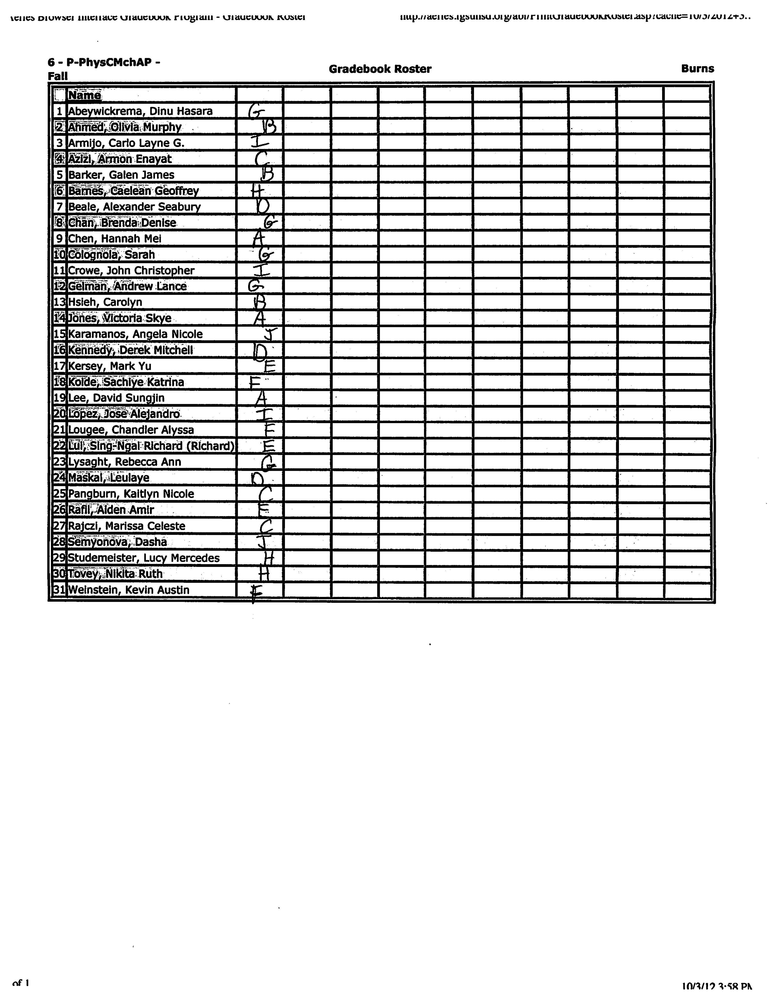 Aeries Browser Interface Gradebook Program - Gradebook Roster http://aeries.lgsuhsd.org/abi/PrintGradebookRoster.asp?cache=10/3/2012+3..
6 - P-PhysCMchAP -
Fall
Gradebook Roster
Burns
Name
1 Abeywickrema, Dinu Hasara G
2 Ahmed, Olivia Murphy B
3 Armijo, Carlo Layne G. I
4 Azizi, Armon Enayat C
5 Barker, Galen James B
6 Barnes, Caelean Geoffrey H
7 Beale, Alexander Seabury D
8 Chan, Brenda Denise G
9 Chen, Hannah Mei A
10 Colognola, Sarah G
11 Crowe, John Christopher I
12 Gelman, Andrew Lance G
13 Hsieh, Carolyn B
14 Jones, Victoria Skye A
15 Karamanos, Angela Nicole J
16 Kennedy, Derek Mitchell D
17 Kersey, Mark Yu E
18 Koide, Sachiye Katrina F
19 Lee, David Sungjin A
20 Lopez, Jose Alejandro I
21 Lougee, Chandler Alyssa F
22 Lui, Sing-Ngai Richard (Richard) E
23 Lysaght, Rebecca Ann G
24 Maskal, Leulaye D
25 Pangburn, Kaitlyn Nicole C
26 Rafii, Aiden Amir E
27 Rajczi, Marissa Celeste C
28 Semyonova, Dasha J
29 Studemeister, Lucy Mercedes H
30 Tovey, Nikita Ruth H
31 Weinstein, Kevin Austin F
of 1
10/3/12 3:58 PM